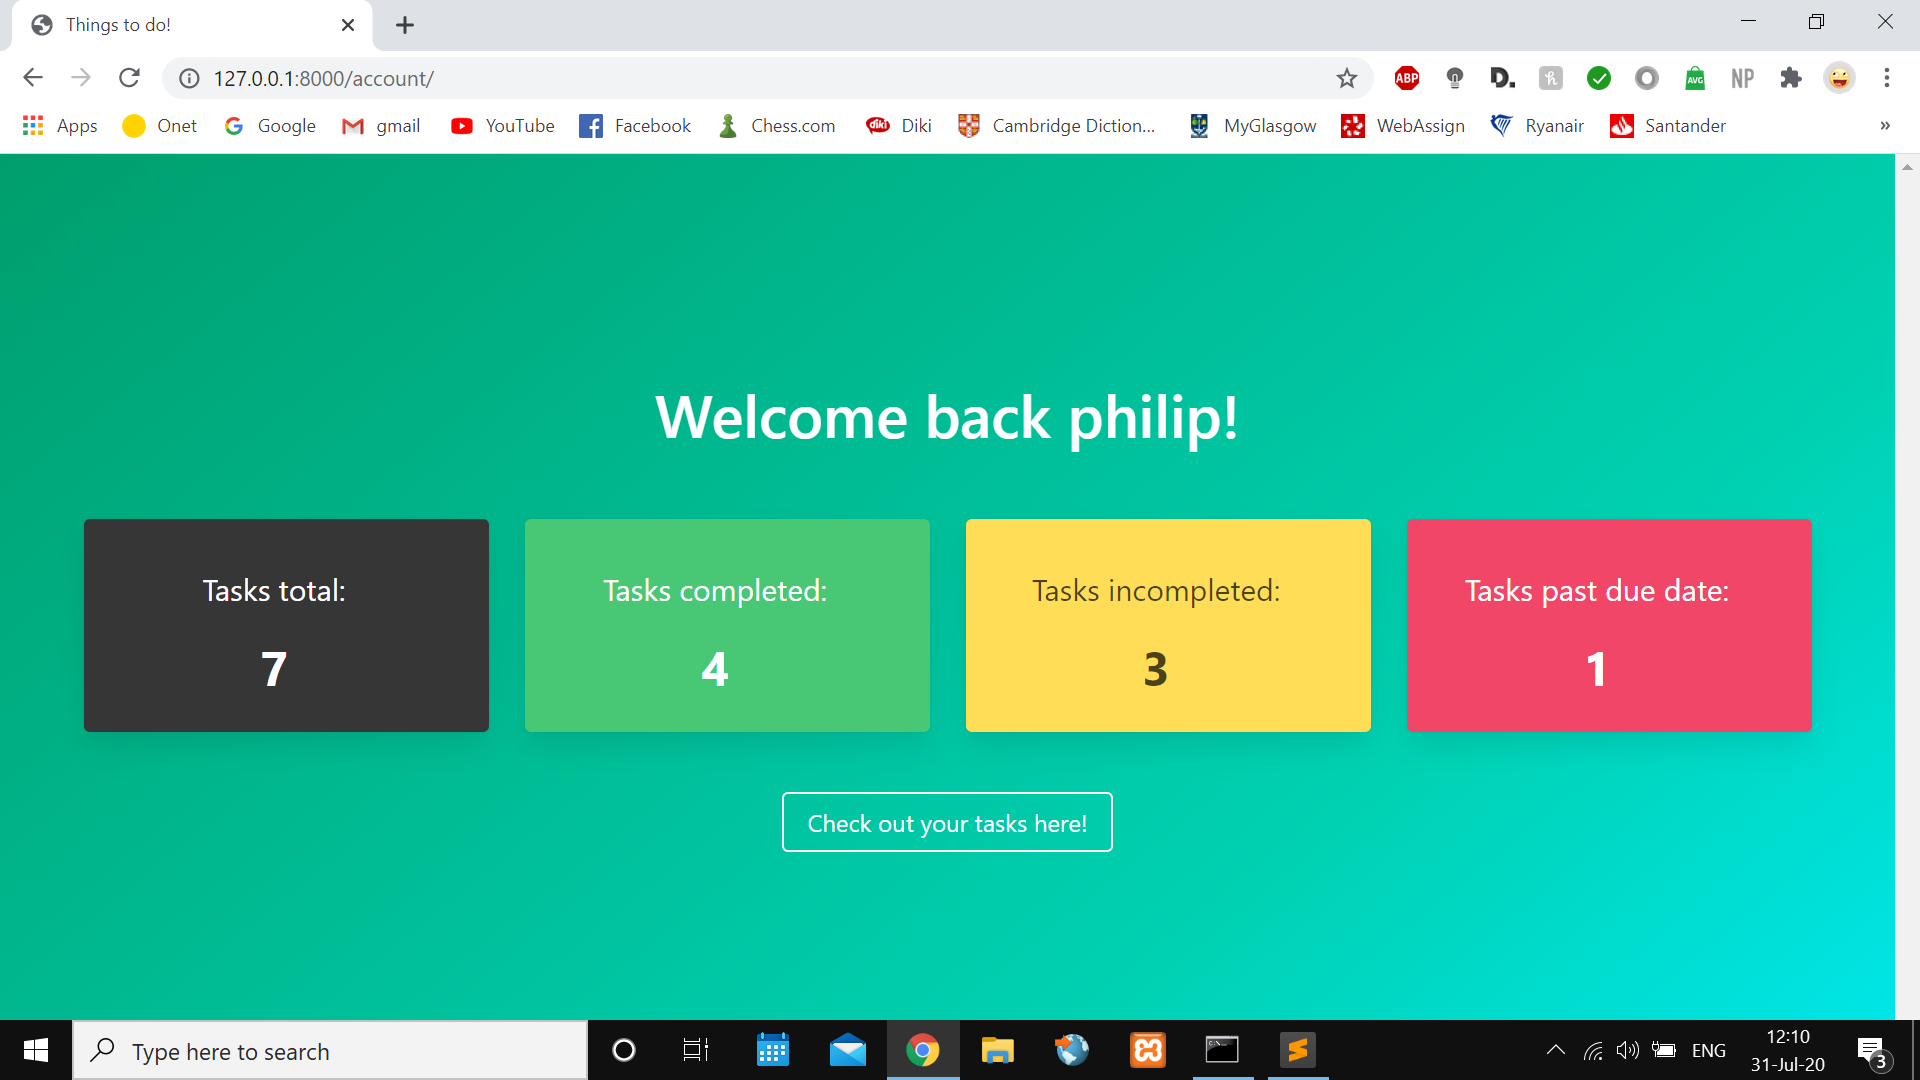 Things to do!
127.0.0.1:8000/account/
ABP D. h AVG NP
Apps Onet Google gmail YouTube Facebook Chess.com diki Diki Cambridge Diction... MyGlasgow WebAssign Ryanair Santander »
Welcome back philip!
Tasks total: Tasks completed: Tasks incompleted: Tasks past due date:
7 4 3 1
Check out your tasks here!
Type here to search
ENG
12:10
31-Jul-20
3